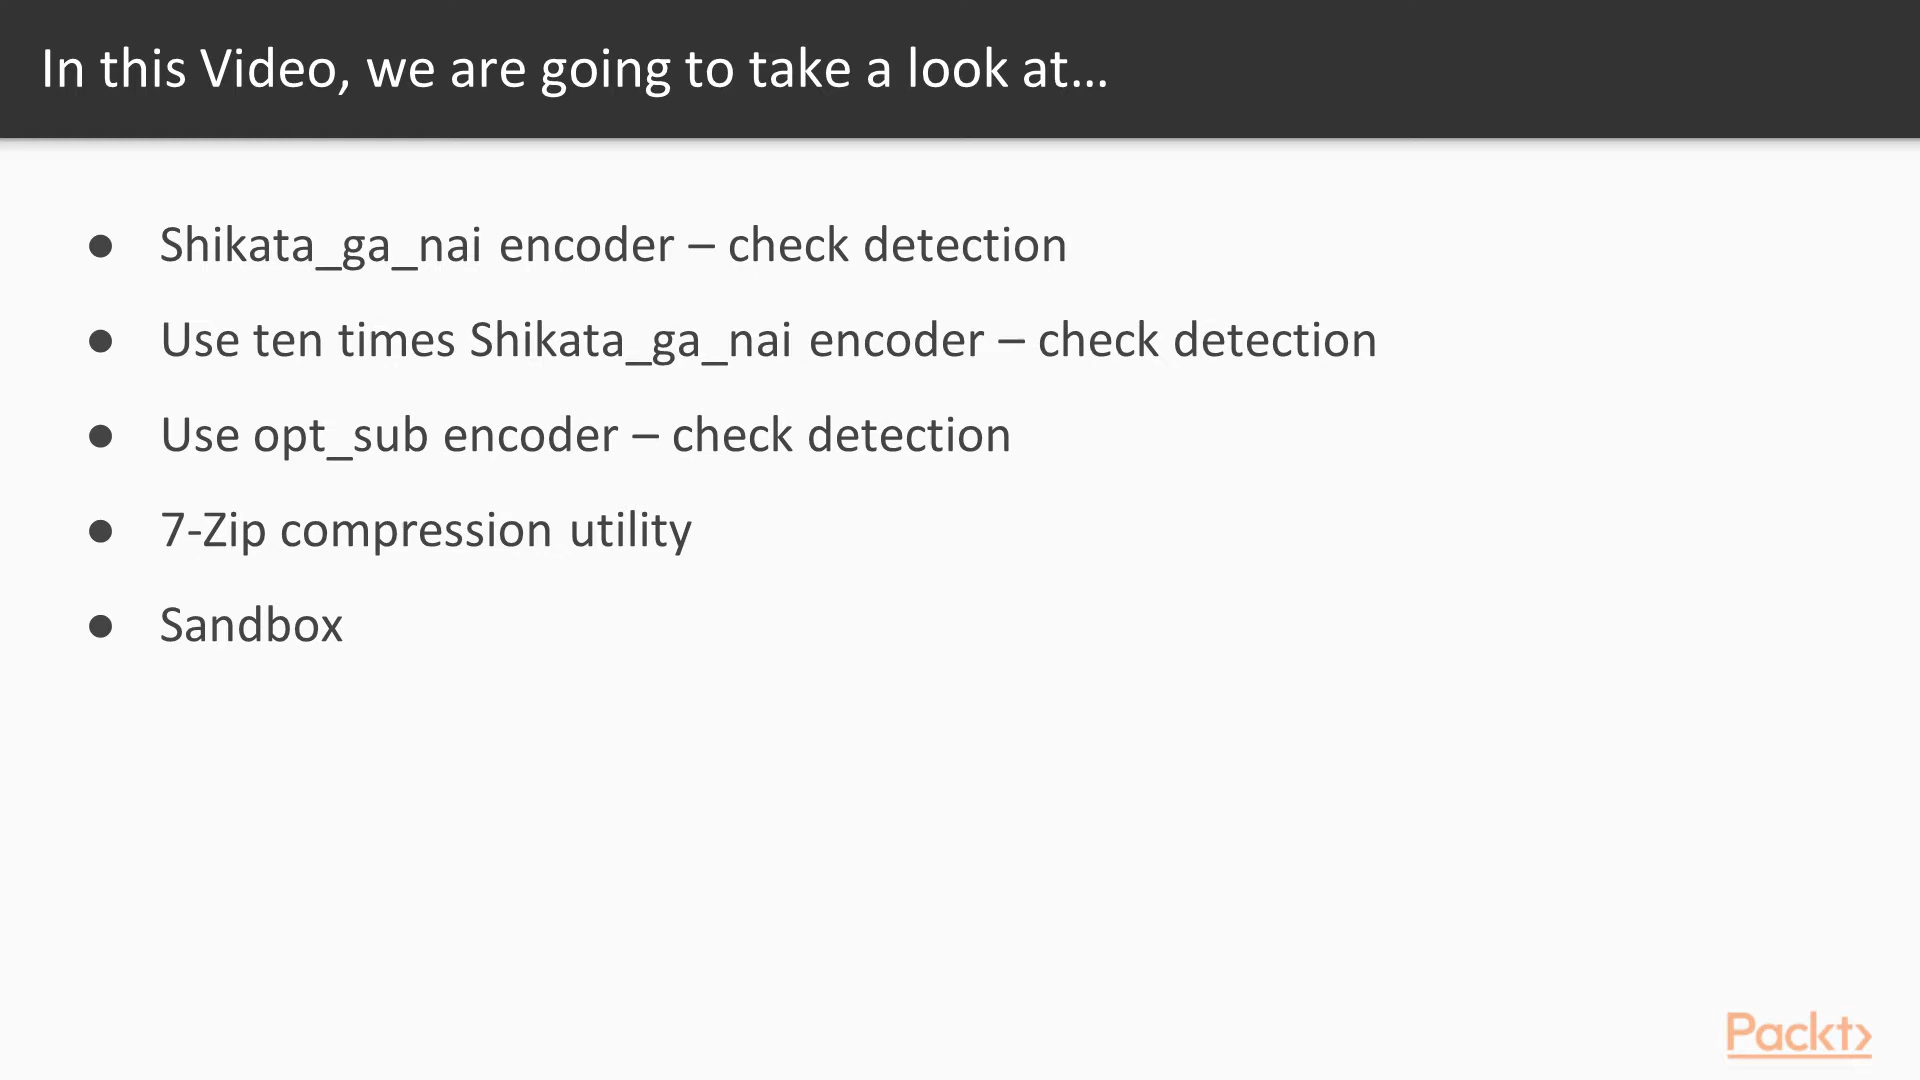 In this Video, we are going to take a look at...
● Shikata_ga_nai encoder – check detection
● Use ten times Shikata_ga_nai encoder – check detection
● Use opt_sub encoder – check detection
● 7-Zip compression utility
● Sandbox
Packt>